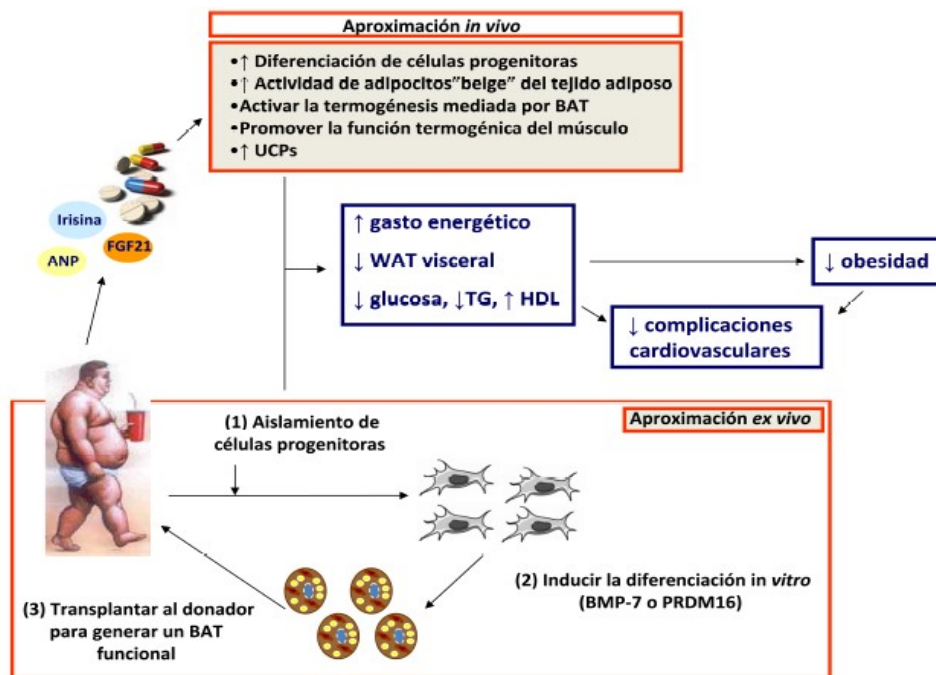 Aproximación in vivo
•↑ Diferenciación de células progenitoras
•↑ Actividad de adipocitos"beige" del tejido adiposo
•Activar la termogénesis mediada por BAT
•Promover la función termogénica del músculo
•↑ UCPs
Irisina
ANP
FGF21
↑ gasto energético
↓ WAT visceral
↓ glucosa, ↓TG, ↑ HDL
↓ obesidad
↓ complicaciones
cardiovasculares
Aproximación ex vivo
(1) Aislamiento de
células progenitoras
(2) Inducir la diferenciación in vitro
(BMP-7 o PRDM16)
(3) Transplantar al donador
para generar un BAT
funcional